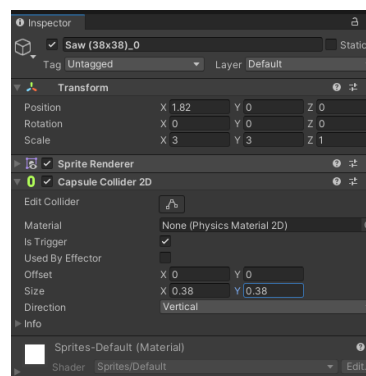 Inspector
Saw (38x38)_0 Static
Tag Untagged Layer Default
Transform
Position X 1.82 Y 0 Z 0
Rotation X 0 Y 0 Z 0
Scale X 3 Y 3 Z 1
Sprite Renderer
Capsule Collider 2D
Edit Collider
Material None (Physics Material 2D)
Is Trigger
Used By Effector
Offset X 0 Y 0
Size X 0.38 Y 0.38
Direction Vertical
Info
Sprites-Default (Material)
Shader Sprites/Default Edit.